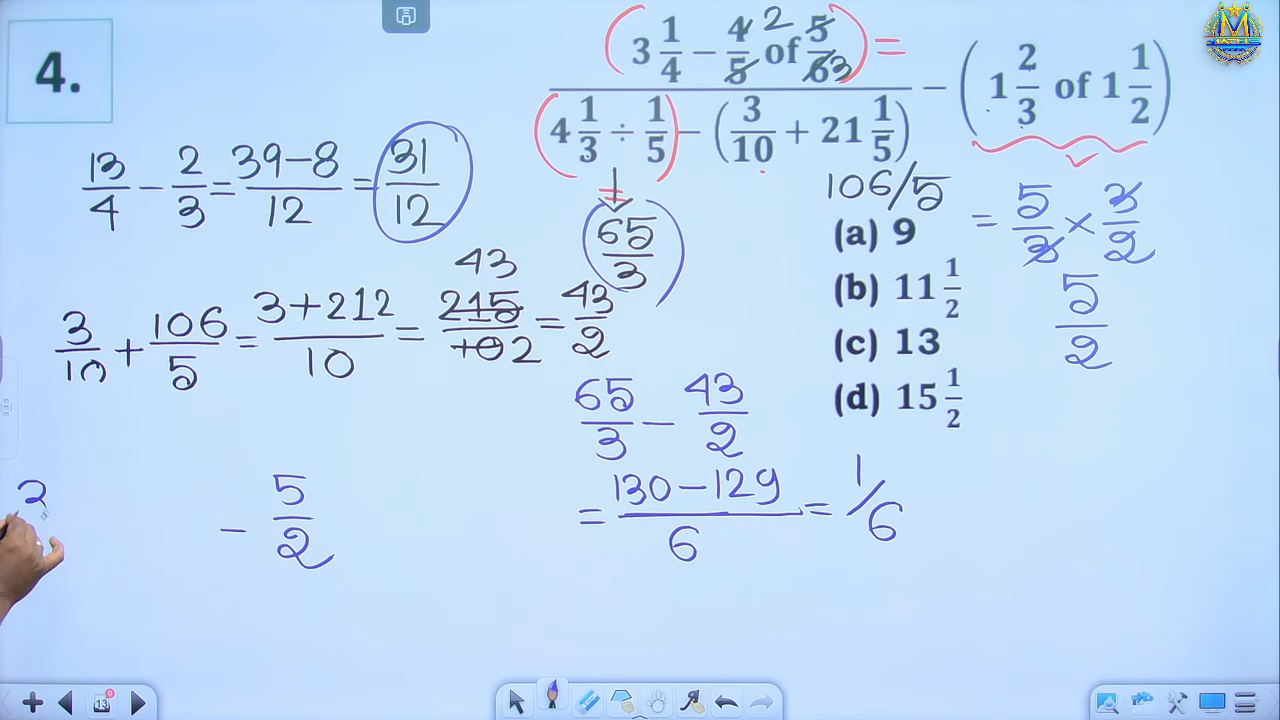 4.
(3 1/4 − 4/5 of 5/6) =
2
3
(4 1/3 ÷ 1/5) − (3/10 + 21 1/5)
− (1 2/3 of 1 1/2)
13/4 − 2/3 = 39−8/12 = 31/12
65/3
106/5
= 5/3 × 3/2
5/2
(a) 9
(b) 11 1/2
(c) 13
(d) 15 1/2
43
3/10 + 106/5 = 3+212/10 = 215/10 2 = 43/2
65/3 − 43/2
= 130−129/6 = 1/6
− 5/2
M
MATHS
13
0